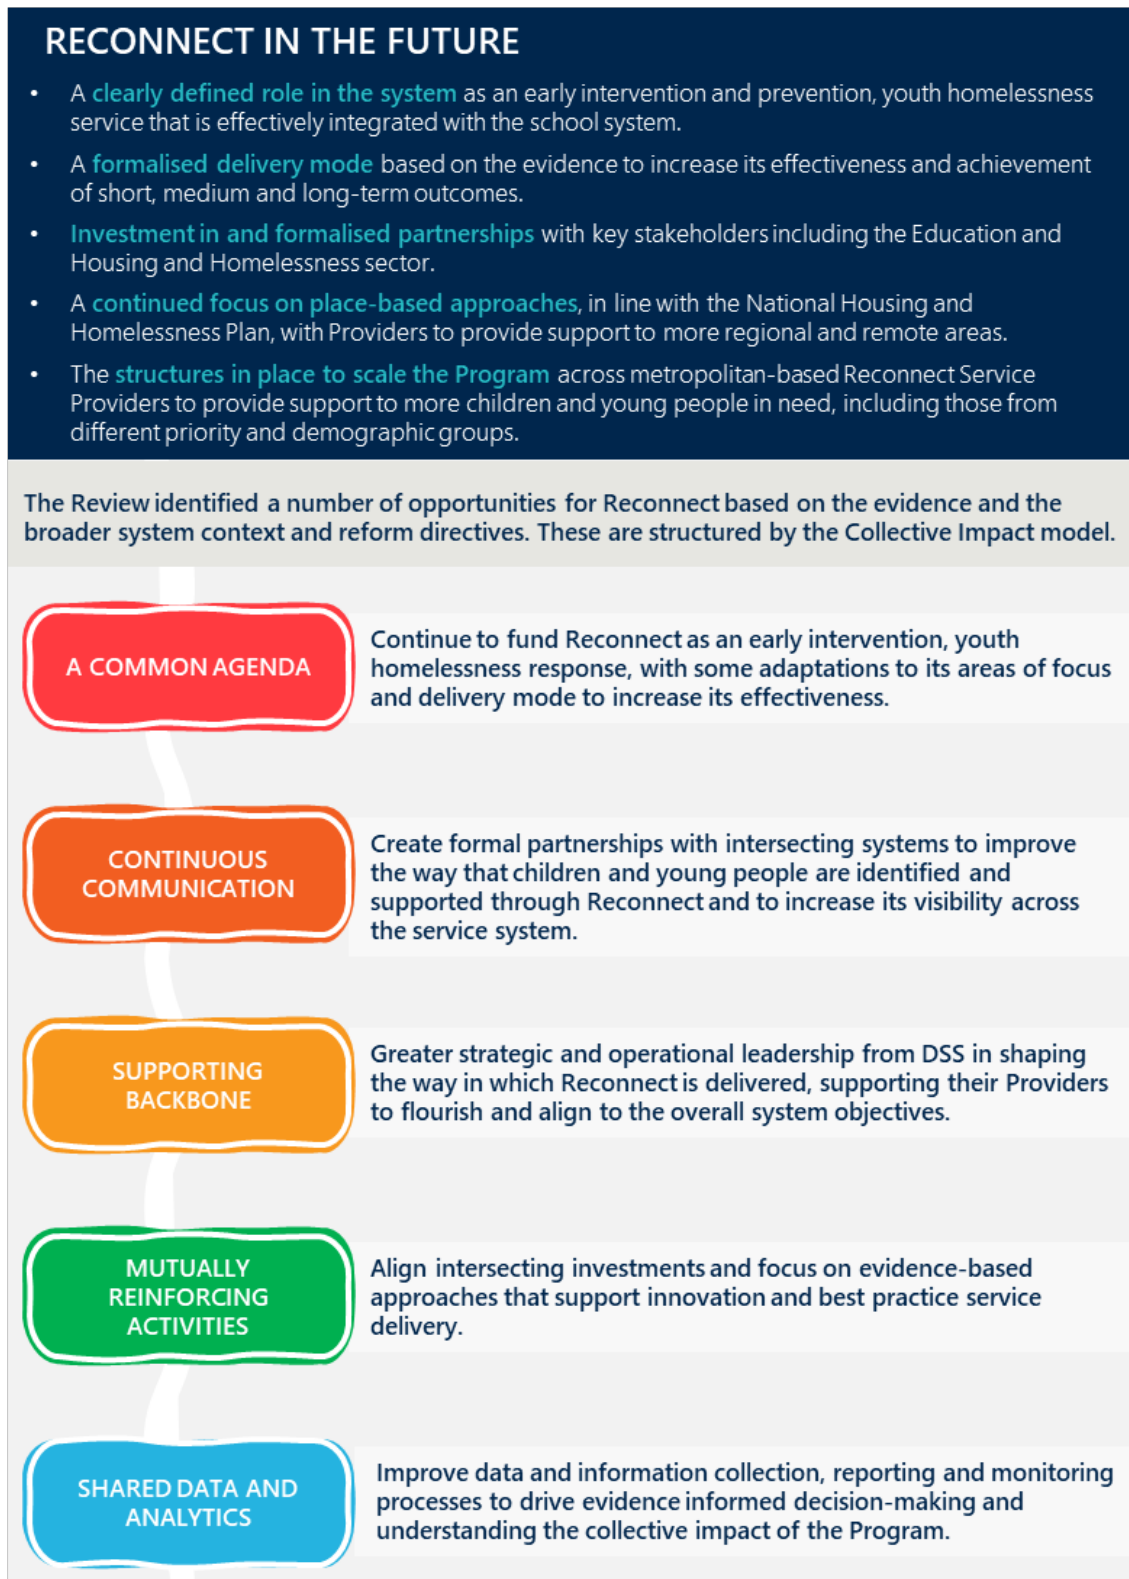 RECONNECT IN THE FUTURE
• A clearly defined role in the system as an early intervention and prevention, youth homelessness
service that is effectively integrated with the school system.
• A formalised delivery mode based on the evidence to increase its effectiveness and achievement
of short, medium and long-term outcomes.
• Investment in and formalised partnerships with key stakeholders including the Education and
Housing and Homelessness sector.
• A continued focus on place-based approaches, in line with the National Housing and
Homelessness Plan, with Providers to provide support to more regional and remote areas.
• The structures in place to scale the Program across metropolitan-based Reconnect Service
Providers to provide support to more children and young people in need, including those from
different priority and demographic groups.
The Review identified a number of opportunities for Reconnect based on the evidence and the
broader system context and reform directives. These are structured by the Collective Impact model.
A COMMON AGENDA
Continue to fund Reconnect as an early intervention, youth
homelessness response, with some adaptations to its areas of focus
and delivery mode to increase its effectiveness.
CONTINUOUS
COMMUNICATION
Create formal partnerships with intersecting systems to improve
the way that children and young people are identified and
supported through Reconnect and to increase its visibility across
the service system.
SUPPORTING
BACKBONE
Greater strategic and operational leadership from DSS in shaping
the way in which Reconnect is delivered, supporting their Providers
to flourish and align to the overall system objectives.
MUTUALLY
REINFORCING
ACTIVITIES
Align intersecting investments and focus on evidence-based
approaches that support innovation and best practice service
delivery.
SHARED DATA AND
ANALYTICS
Improve data and information collection, reporting and monitoring
processes to drive evidence informed decision-making and
understanding the collective impact of the Program.